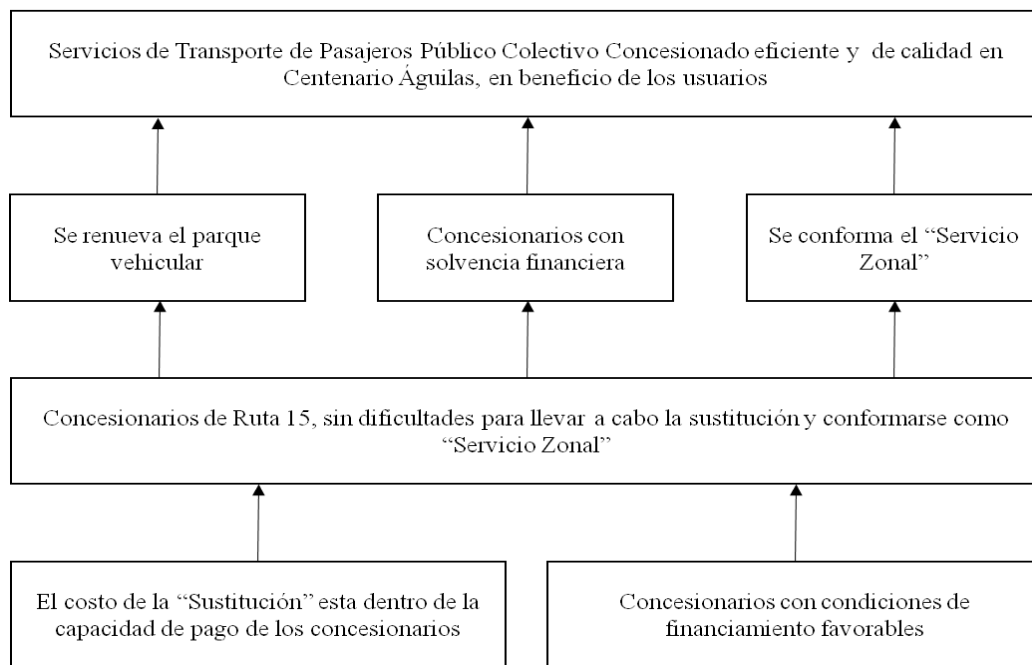 Servicios de Transporte de Pasajeros Público Colectivo Concesionado eficiente y de calidad en
Centenario Águilas, en beneficio de los usuarios
Se renueva el parque
vehicular
Concesionarios con
solvencia financiera
Se conforma el “Servicio
Zonal”
Concesionarios de Ruta 15, sin dificultades para llevar a cabo la sustitución y conformarse como
“Servicio Zonal”
El costo de la “Sustitución” esta dentro de la
capacidad de pago de los concesionarios
Concesionarios con condiciones de
financiamiento favorables